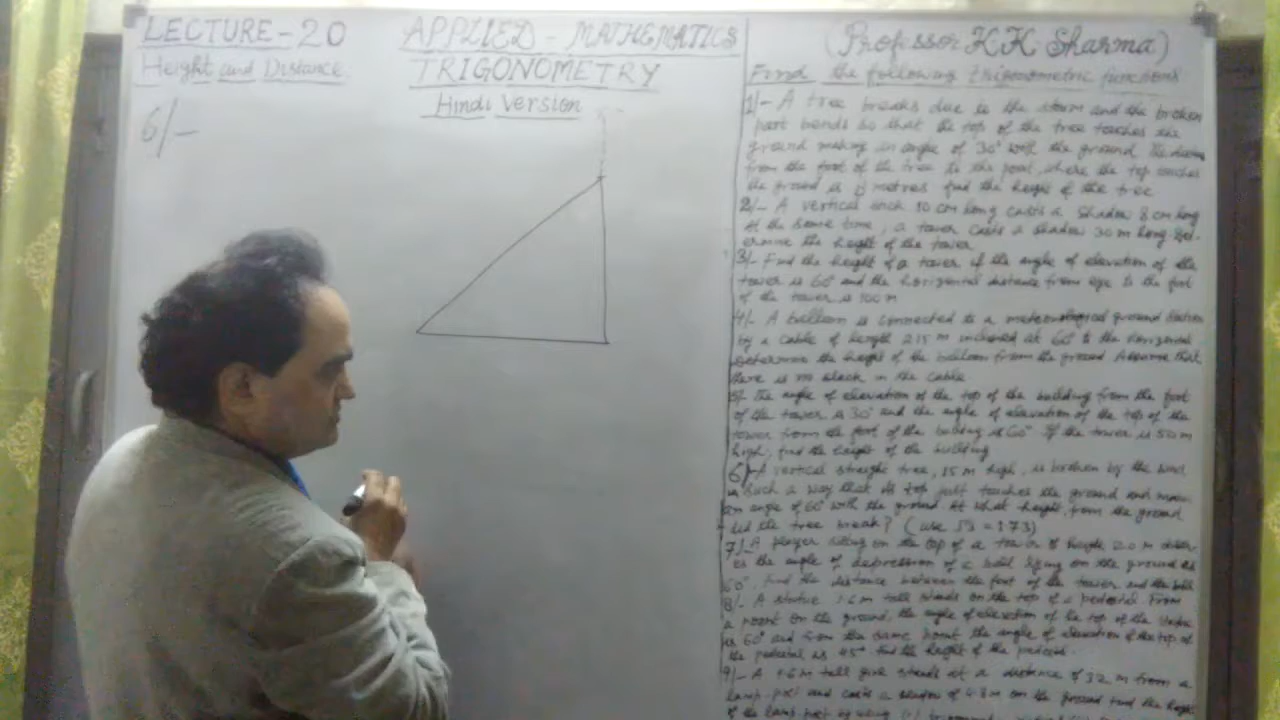 LECTURE-20
Height and Distance
6/-
APPLIED - MATHEMATICS
TRIGONOMETRY
Hindi Version
(Professor KK Sharma)
Find the following trigonometric functions
1/- A tree breaks due to the storm and the broken
part bends so that the top of the tree touches the
ground making an angle of 30° with the ground. The
from the foot of the tree to the point, where the top touches
the ground is 8 metres find the height of the tree
2/- A vertical stick 10 cm long casts a shadow 8 cm long
At the same time, a tower casts a shadow 30 m long. Det-
ermine the height of the tower
3/- Find the height of a tower if the angle of elevation of the
tower is 60° and the horizontal distance from eye to the foot
of the tower is 100 m
4/- A balloon is connected to a meteorological ground station
by a cable of length 215 m inclined at 60° to the horizontal
determine the height of the balloon from the ground Assume that
there is no slack in the cable
5/- The angle of elevation of the top of the building from the foot
of the tower is 30° and the angle of elevation of the top of the
tower from the foot of the building is 60° If the tower is 50 m
high, find the height of the building
6/- A vertical straight tree, 15 m high, is broken by the wind
in such a way that its top just touches the ground and makes
an angle of 60° with the ground. At what height from the ground
did the tree break? (use √3 = 1.73)
7/- A player sitting on the top of a tower of height 20 m obser
es the angle of depression of a ball lying on the ground as
60°. Find the distance between the foot of the tower and the ball
8/- A statue 1.6 m tall stands on the top of a pedestal. From
a point on the ground, the angle of elevation of the top of the statue
is 60° and from the same point the angle of elevation of the top of
the pedestal is 45° Find the height of the pedestal.
9/- A 1.6 m tall girl stands at a distance of 3.2 m from a
lamp-post and casts a shadow of 4.8 m on the ground find the height
of the lamp-post by using